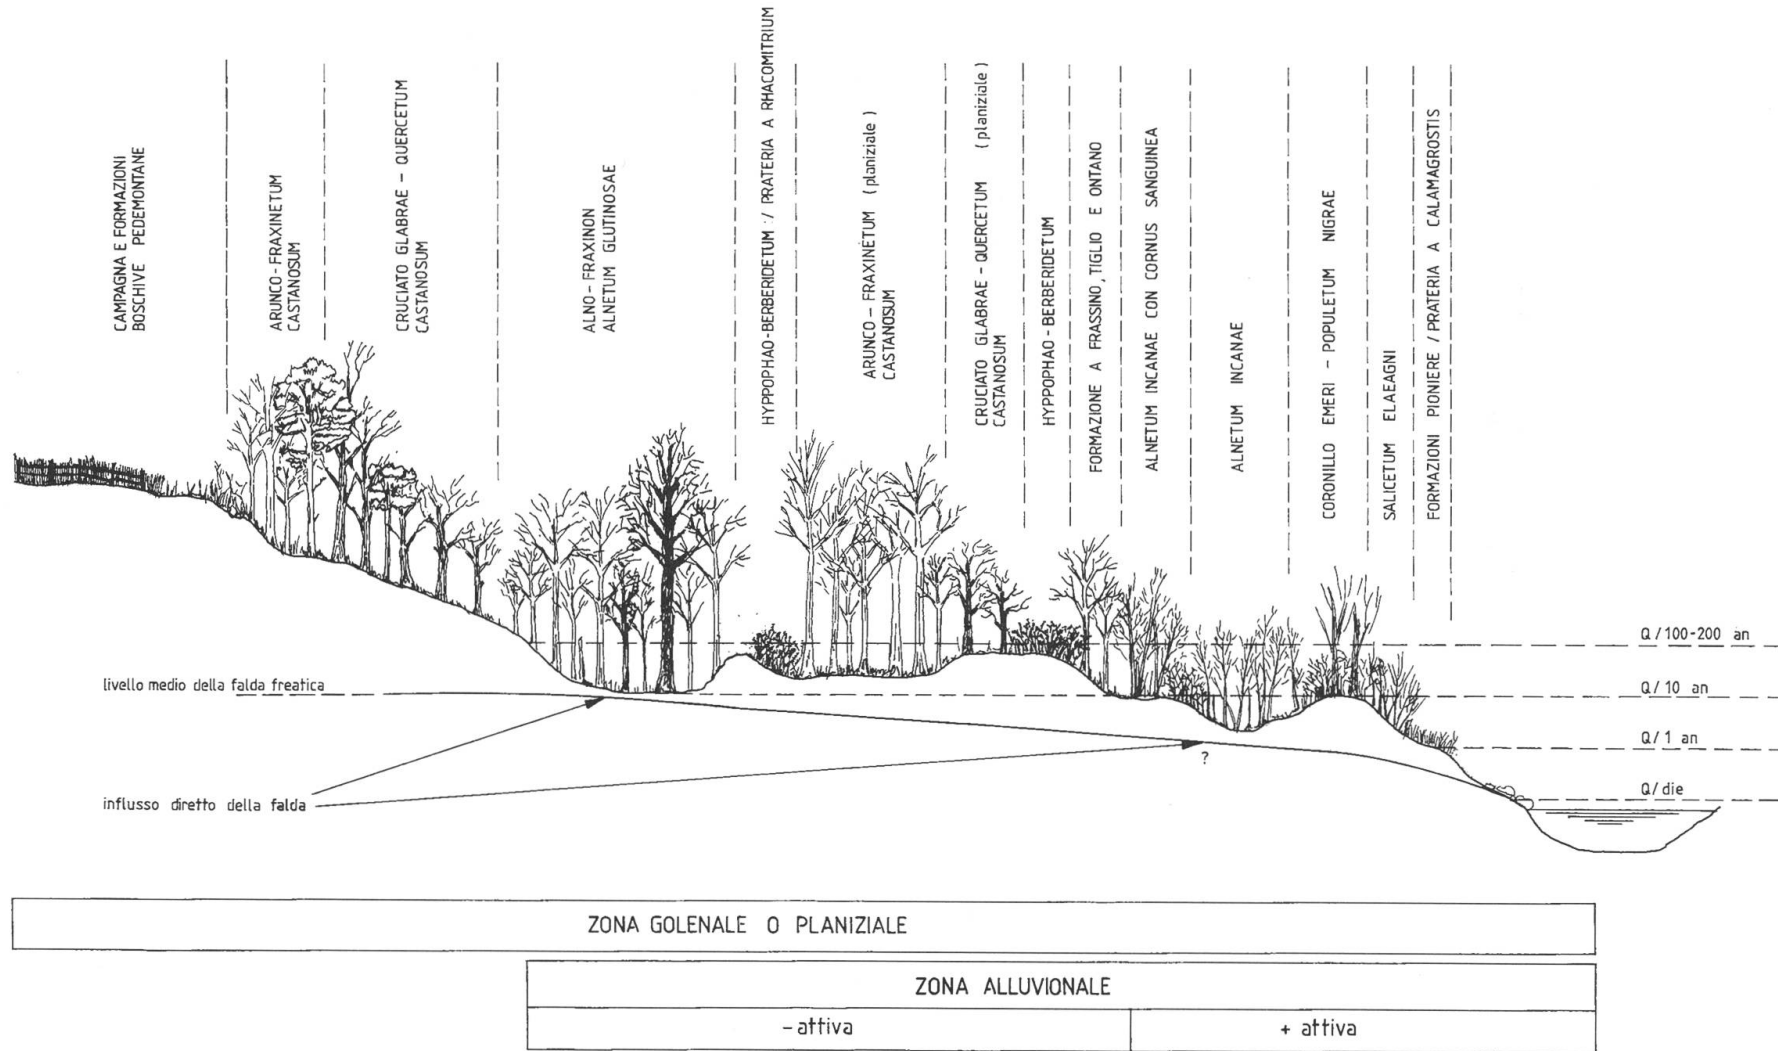 CAMPAGNA E FORMAZIONI
BOSCHIVE PEDEMONTANE
ARUNCO-FRAXINETUM
CASTANOSUM
CRUCIATO GLABRAE - QUERCETUM
CASTANOSUM
ALNO-FRAXINON
ALNETUM GLUTINOSAE
HYPPOPHAO-BERBERIDETUM :/ PRATERIA A RHACOMITRIUM
ARUNCO-FRAXINETUM (planiziale)
CASTANOSUM
CRUCIATO GLABRAE - QUERCETUM (planiziale)
CASTANOSUM
HYPPOPHAO-BERBERIDETUM
FORMAZIONE A FRASSINO, TIGLIO E ONTANO
ALNETUM INCANAE CON CORNUS SANGUINEA
ALNETUM INCANAE
CORONILLO EMERI - POPULETUM NIGRAE
SALICETUM ELAEAGNI
FORMAZIONI PIONIERE / PRATERIA A CALAMAGROSTIS
Q/100-200 an
livello medio della falda freatica
Q/10 an
Q/1 an
?
Q/die
influsso diretto della falda
ZONA GOLENALE O PLANIZIALE
ZONA ALLUVIONALE
- attiva
+ attiva